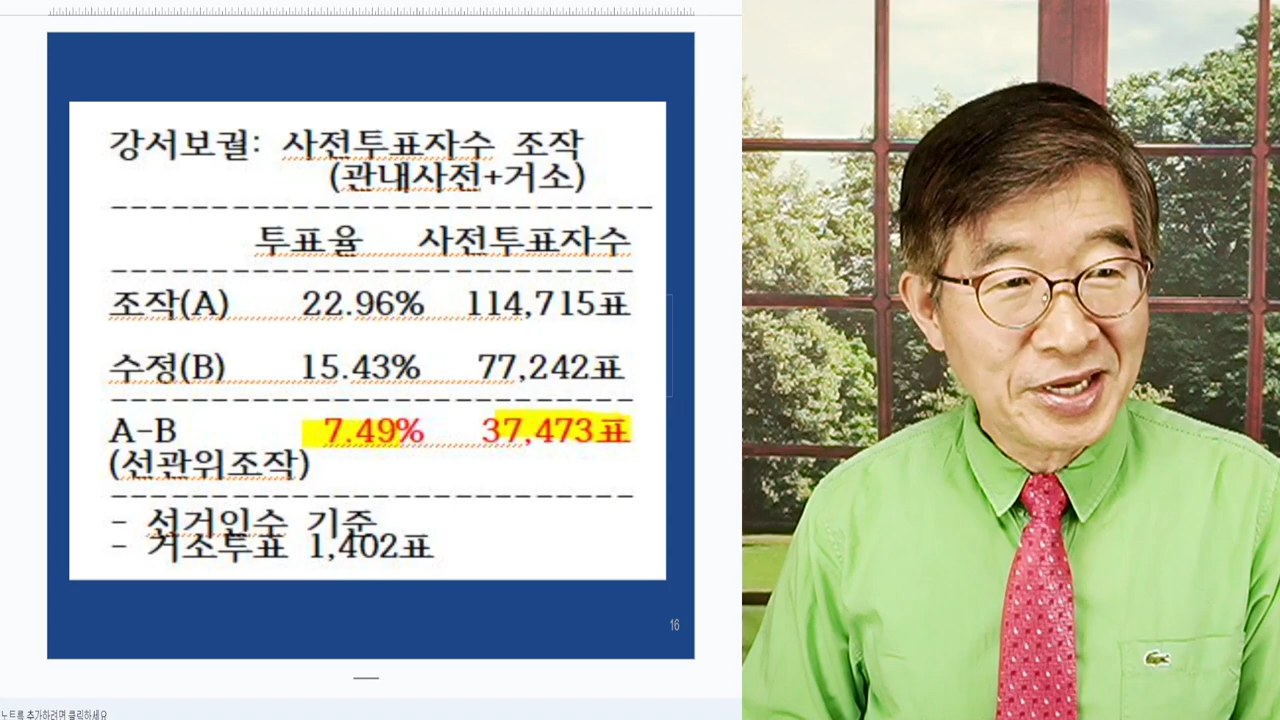 강서보궐: 사전투표자수 조작
(관내사전+거소)
투표율 사전투표자수
조작(A) 22.96% 114,715표
수정(B) 15.43% 77,242표
A-B 7.49% 37,473표
(선관위조작)
- 선거인수 기준
- 거소투표 1,402표
16
노트를 추가하려면 클릭하세요